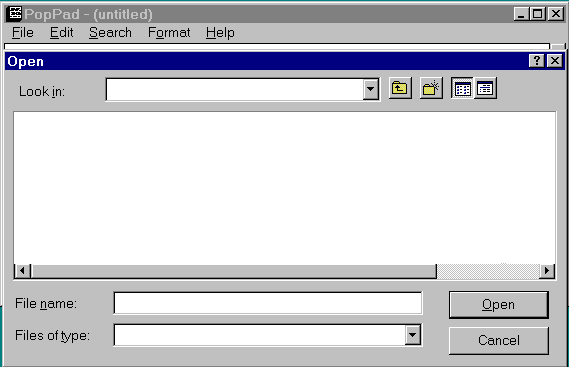 PopPad - (untitled)
File Edit Search Format Help
Open
Look in:
File name:
Open
Files of type:
Cancel